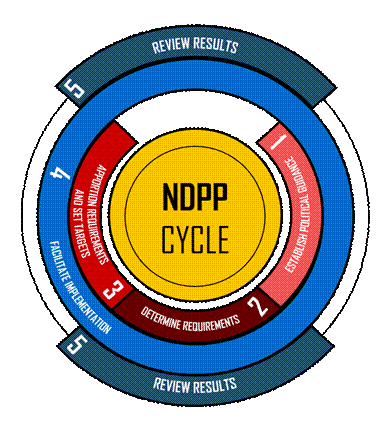 5
REVIEW RESULTS
NDPP
CYCLE
1
ESTABLISH POLITICAL GUIDANCE
2
DETERMINE REQUIREMENTS
3
APPORTION REQUIREMENTS
AND SET TARGETS
4
FACILITATE IMPLEMENTATION
5
REVIEW RESULTS